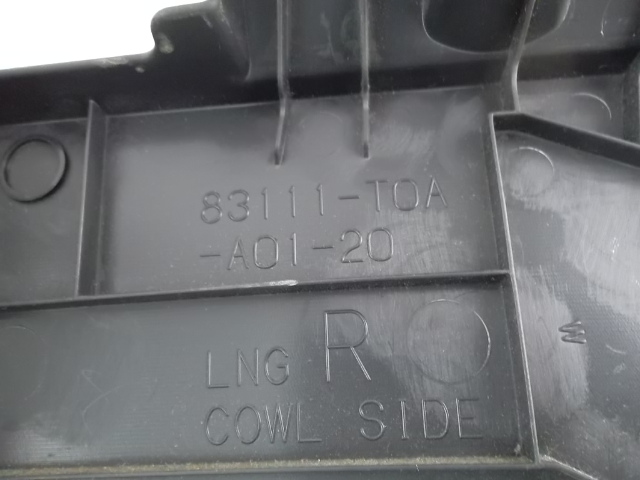 83111-T0A
-A01-20
LNG R
COWL SIDE
W